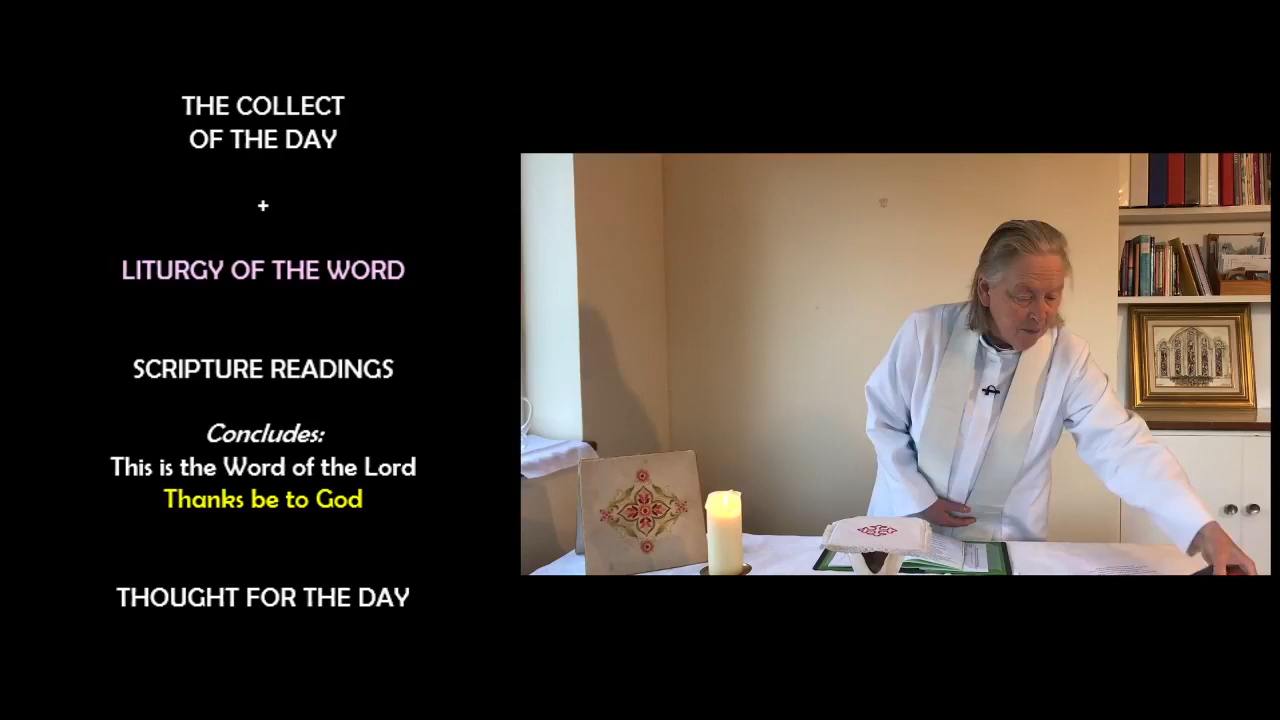 THE COLLECT
OF THE DAY
+
LITURGY OF THE WORD
SCRIPTURE READINGS
Concludes:
This is the Word of the Lord
Thanks be to God
THOUGHT FOR THE DAY